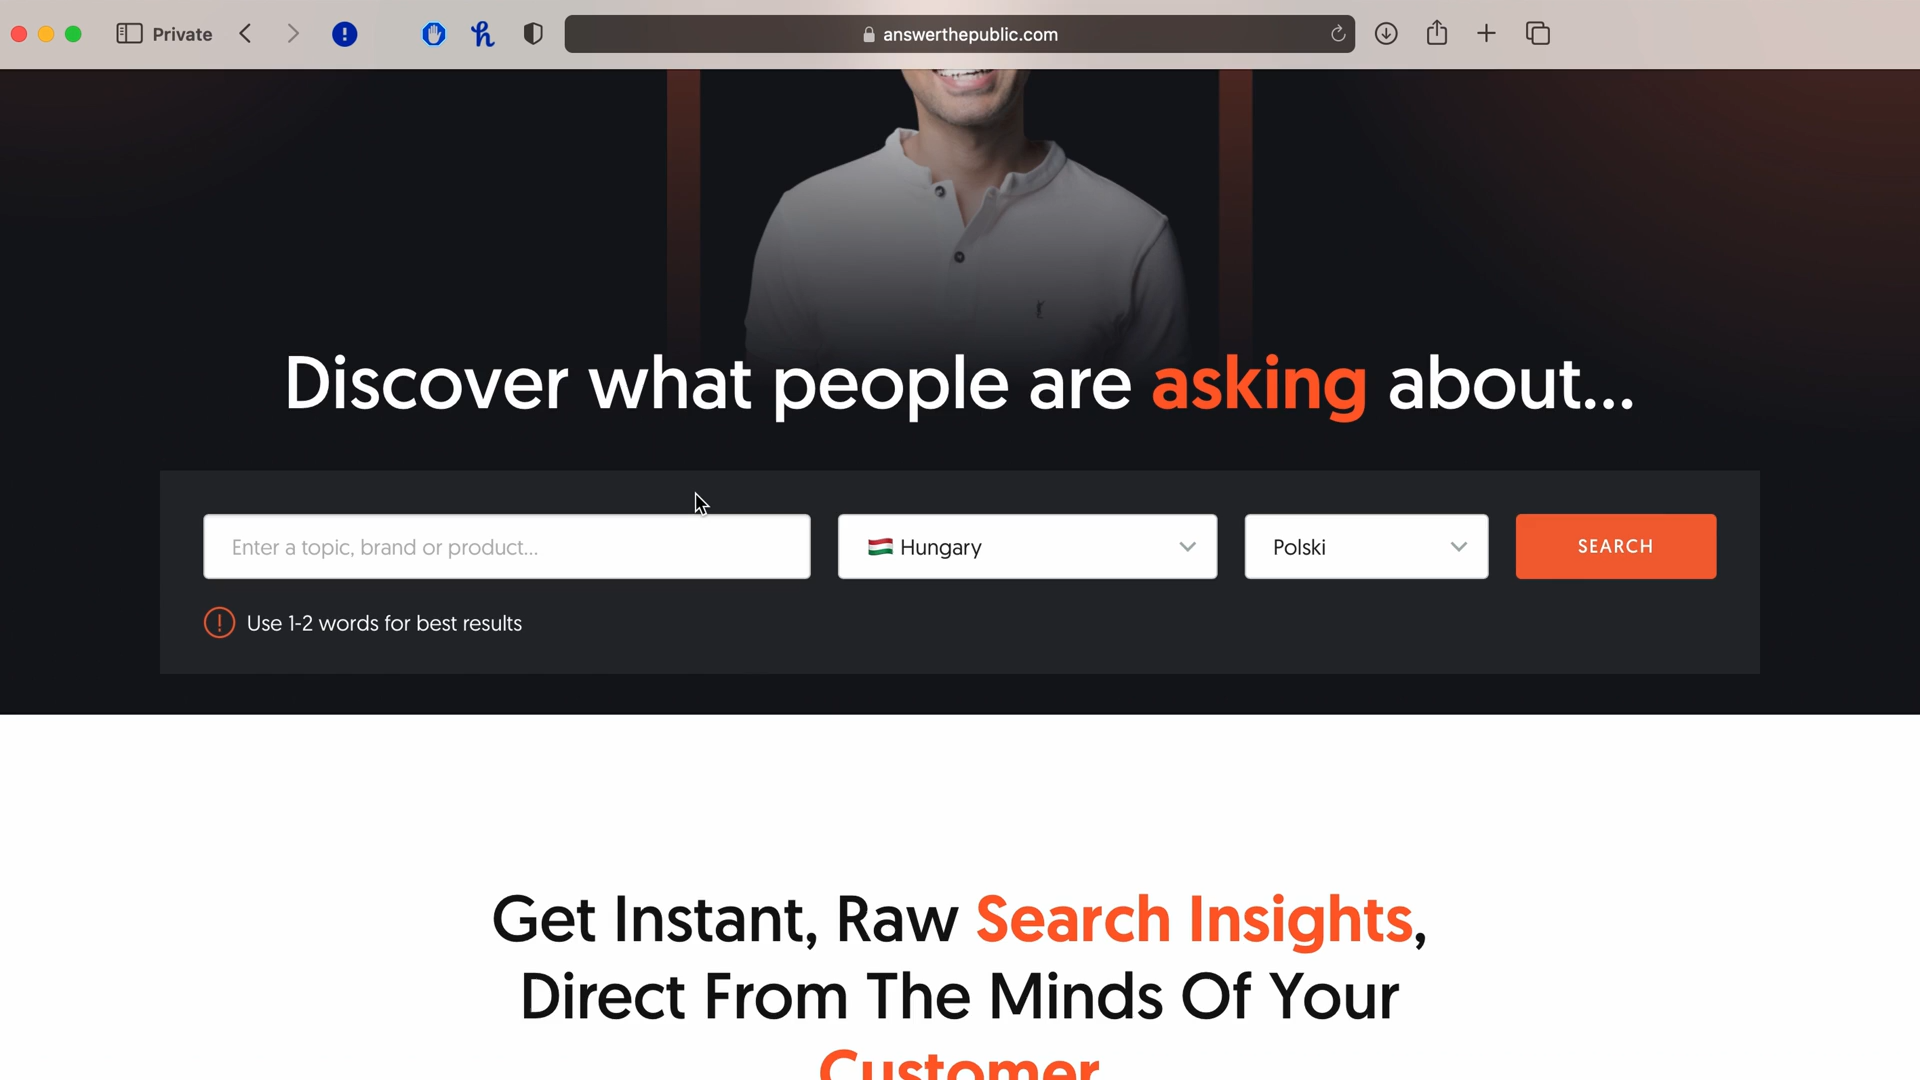 Private
answerthepublic.com
Discover what people are asking about...
Enter a topic, brand or product...
Hungary
Polski
SEARCH
Use 1-2 words for best results
Get Instant, Raw Search Insights,
Direct From The Minds Of Your
Customer